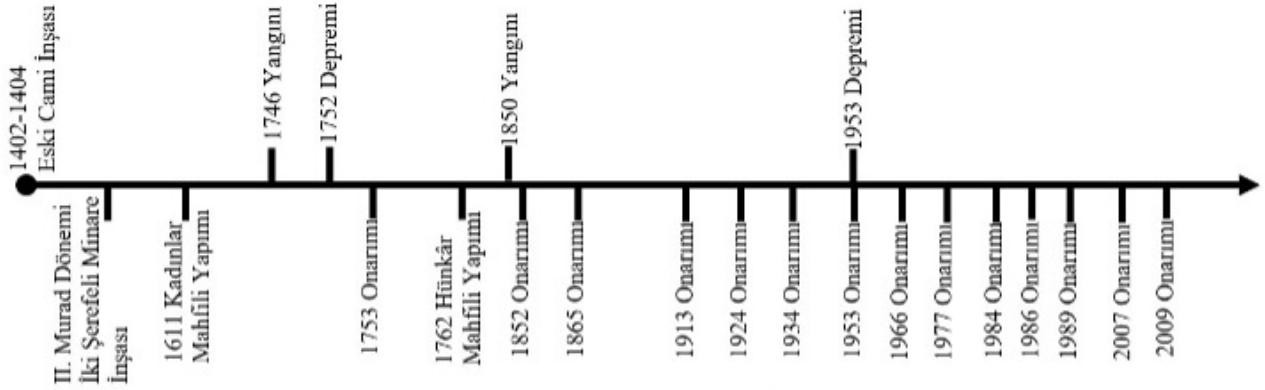 1402-1404
Eski Cami İnşası
II. Murad Dönemi
İki Şerefeli Minare
İnşası
1611 Kadınlar
Mahfili Yapımı
1746 Yangını
1752 Depremi
1753 Onarımı
1762 Hünkâr
Mahfili Yapımı
1850 Yangını
1852 Onarımı
1865 Onarımı
1913 Onarımı
1924 Onarımı
1934 Onarımı
1953 Depremi
1953 Onarımı
1966 Onarımı
1977 Onarımı
1984 Onarımı
1986 Onarımı
1989 Onarımı
2007 Onarımı
2009 Onarımı